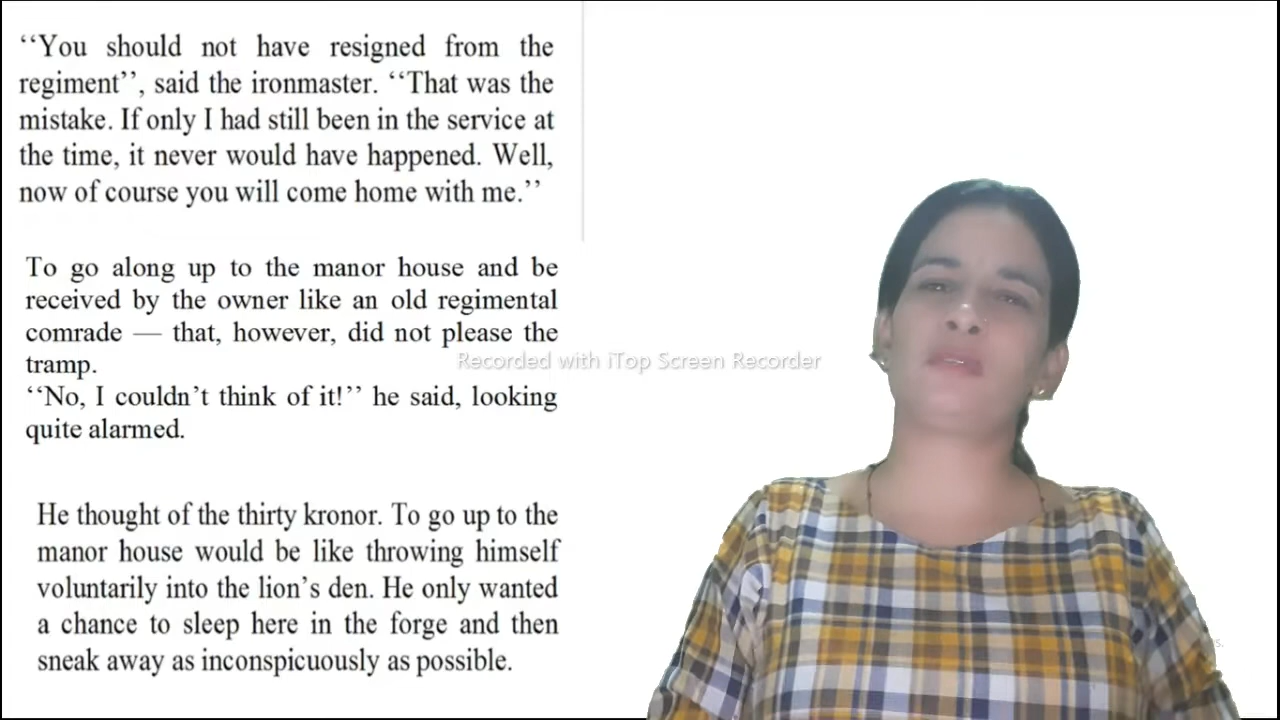 ‘‘You should not have resigned from the
regiment’’, said the ironmaster. ‘‘That was the
mistake. If only I had still been in the service at
the time, it never would have happened. Well,
now of course you will come home with me.’’
To go along up to the manor house and be
received by the owner like an old regimental
comrade — that, however, did not please the
tramp.
Recorded with iTop Screen Recorder
‘‘No, I couldn’t think of it!’’ he said, looking
quite alarmed.
He thought of the thirty kronor. To go up to the
manor house would be like throwing himself
voluntarily into the lion’s den. He only wanted
a chance to sleep here in the forge and then
sneak away as inconspicuously as possible.